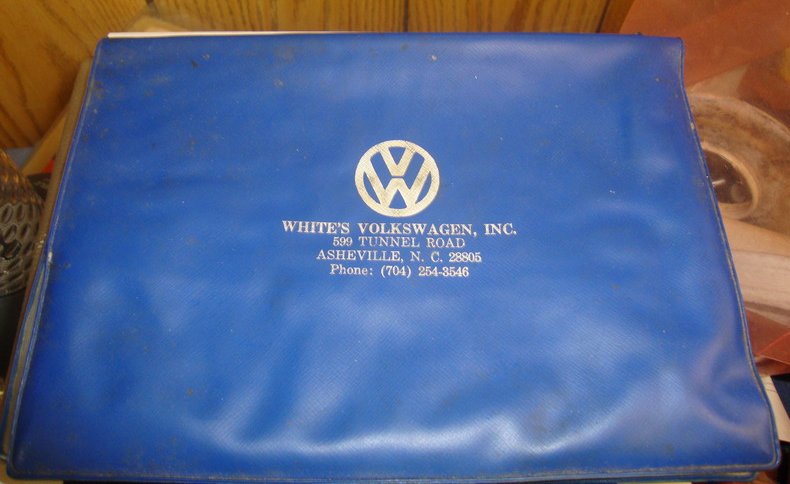 WHITE'S VOLKSWAGEN, INC.
599 TUNNEL ROAD
ASHEVILLE, N. C. 28805
Phone: (704) 254-3546